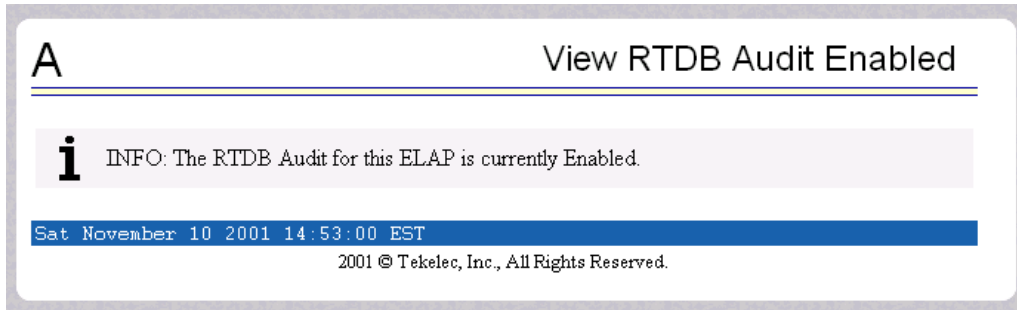 A
View RTDB Audit Enabled
i
INFO: The RTDB Audit for this ELAP is currently Enabled.
Sat November 10 2001 14:53:00 EST
2001 © Tekelec, Inc., All Rights Reserved.